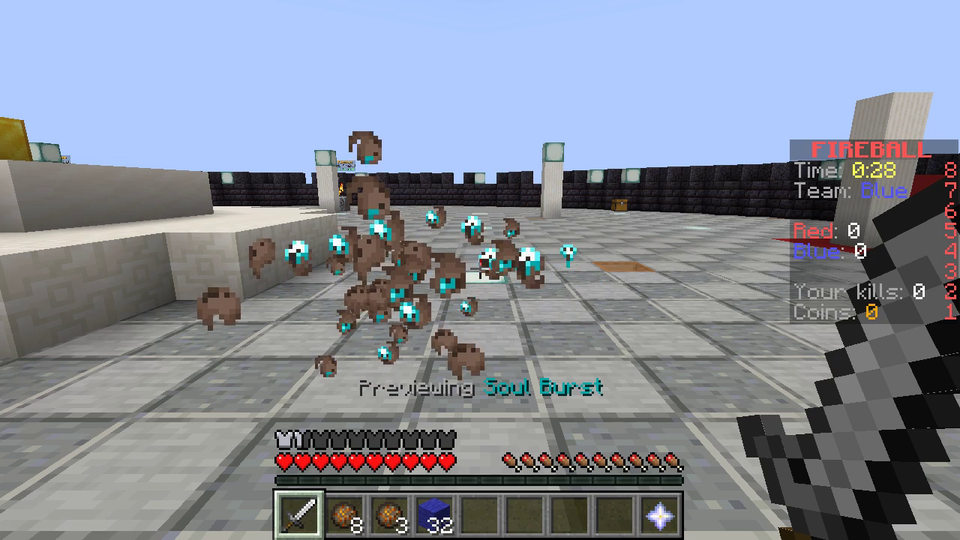 FIREBALL
Time: 0:28 8
Team: Blue 7
6
Red: 0 5
Blue: 0 4
3
Your kills: 0 2
Coins: 0 1
Previewing Soul Burst
8 3 32